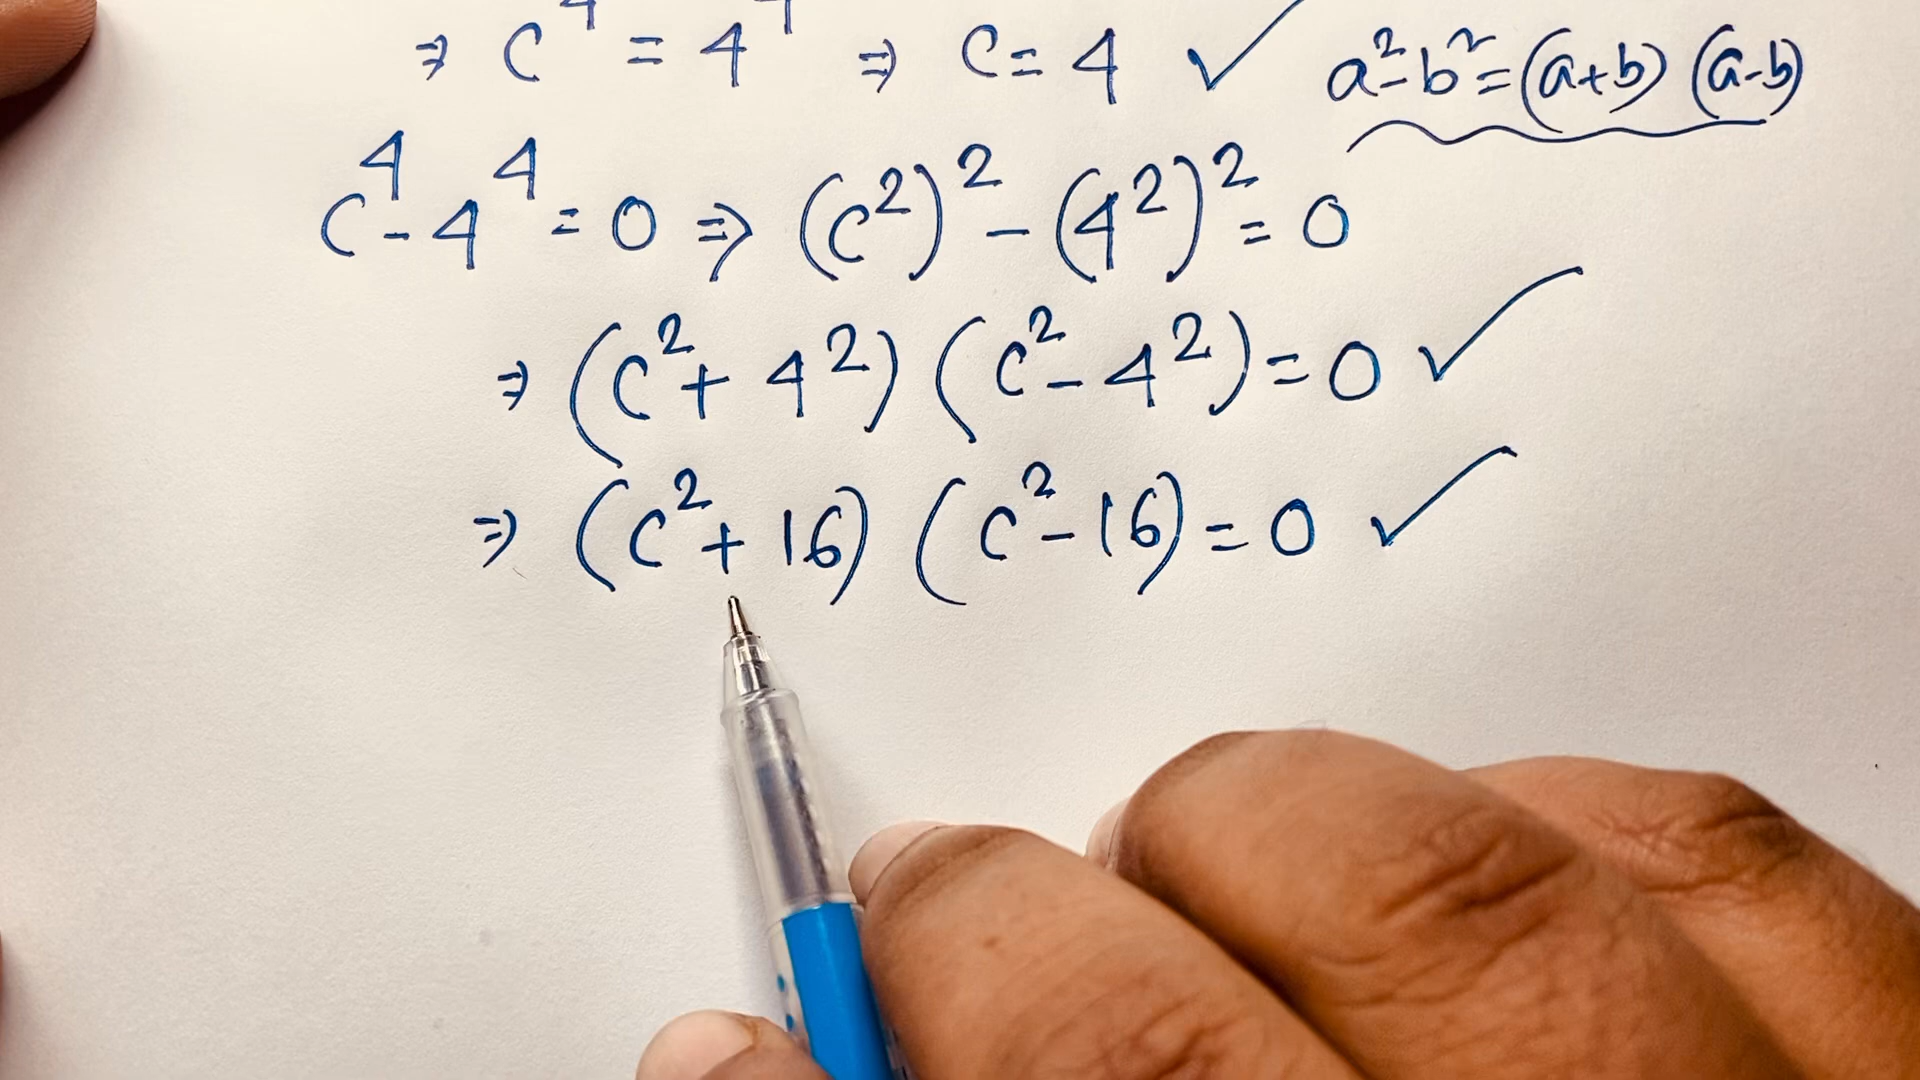 ⇒ C⁴ = 4⁴ ⇒ C = 4 ✓ a² - b² = (a+b) (a-b)
C⁴ - 4⁴ = 0 ⇒ (C²)² - (4²)² = 0
⇒ (C² + 4²) (C² - 4²) = 0 ✓
⇒ (C² + 16) (C² - 16) = 0 ✓